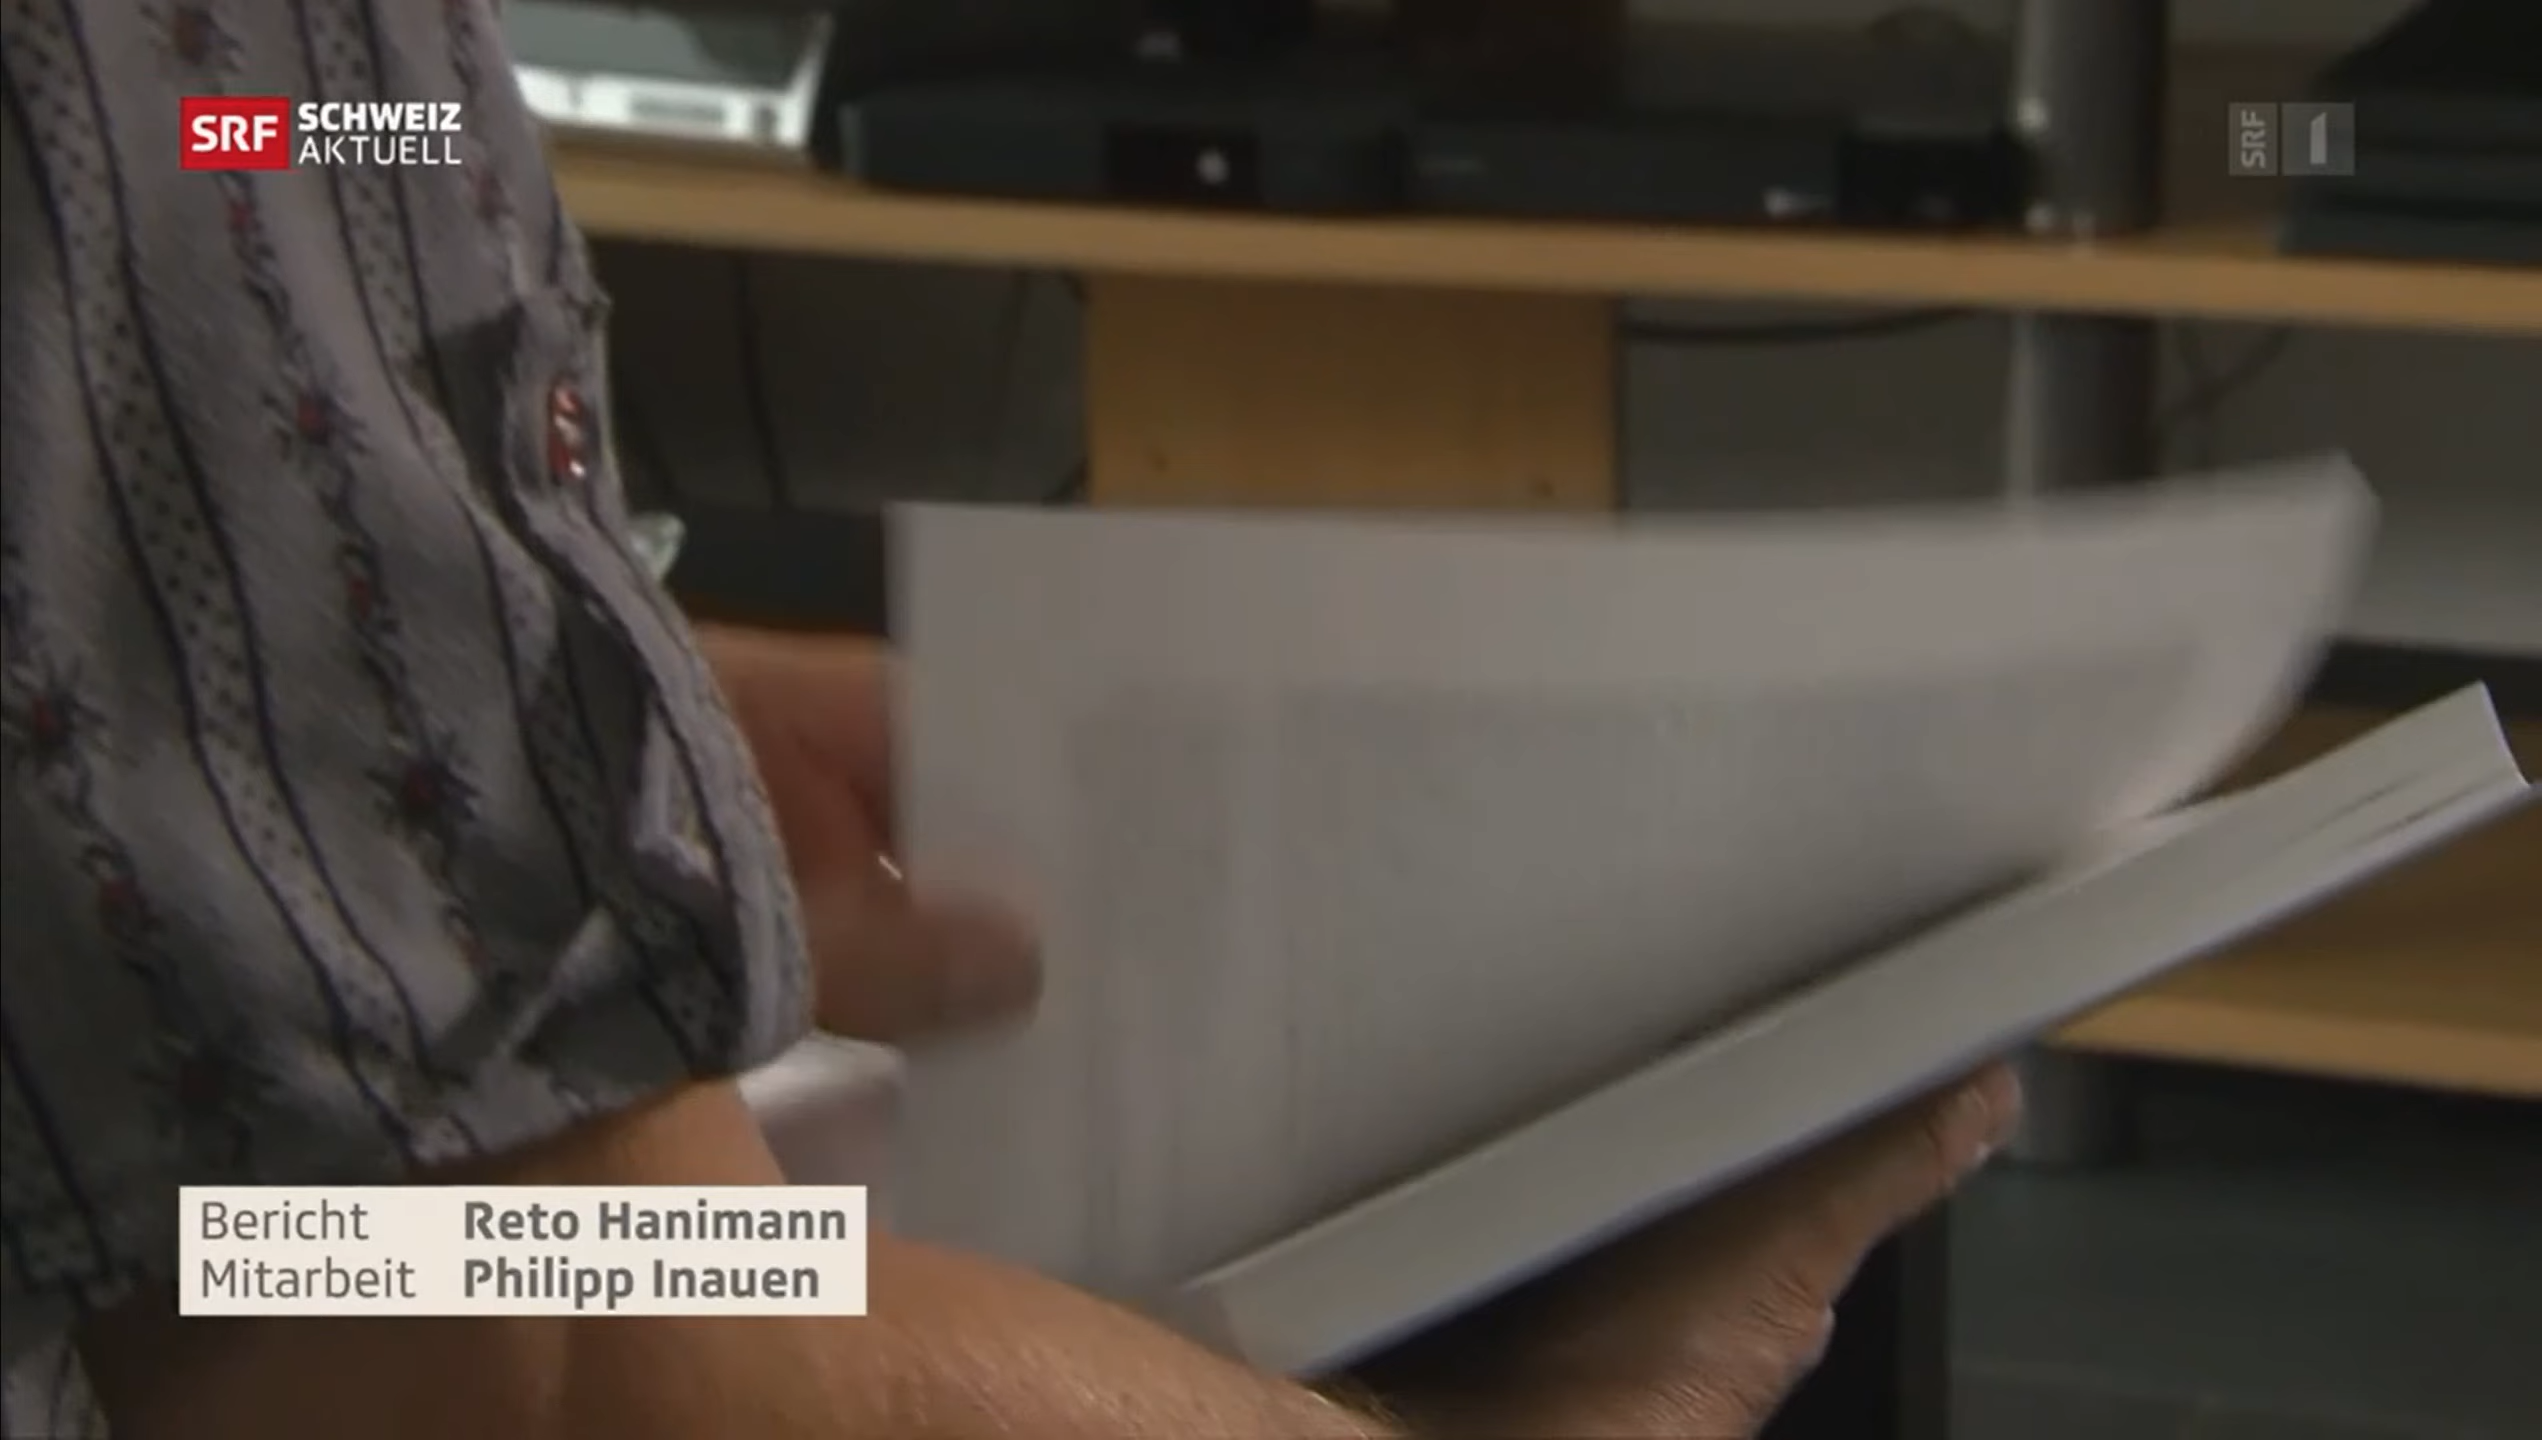 SRF SCHWEIZ
AKTUELL
SRF 1
Bericht Reto Hanimann
Mitarbeit Philipp Inauen